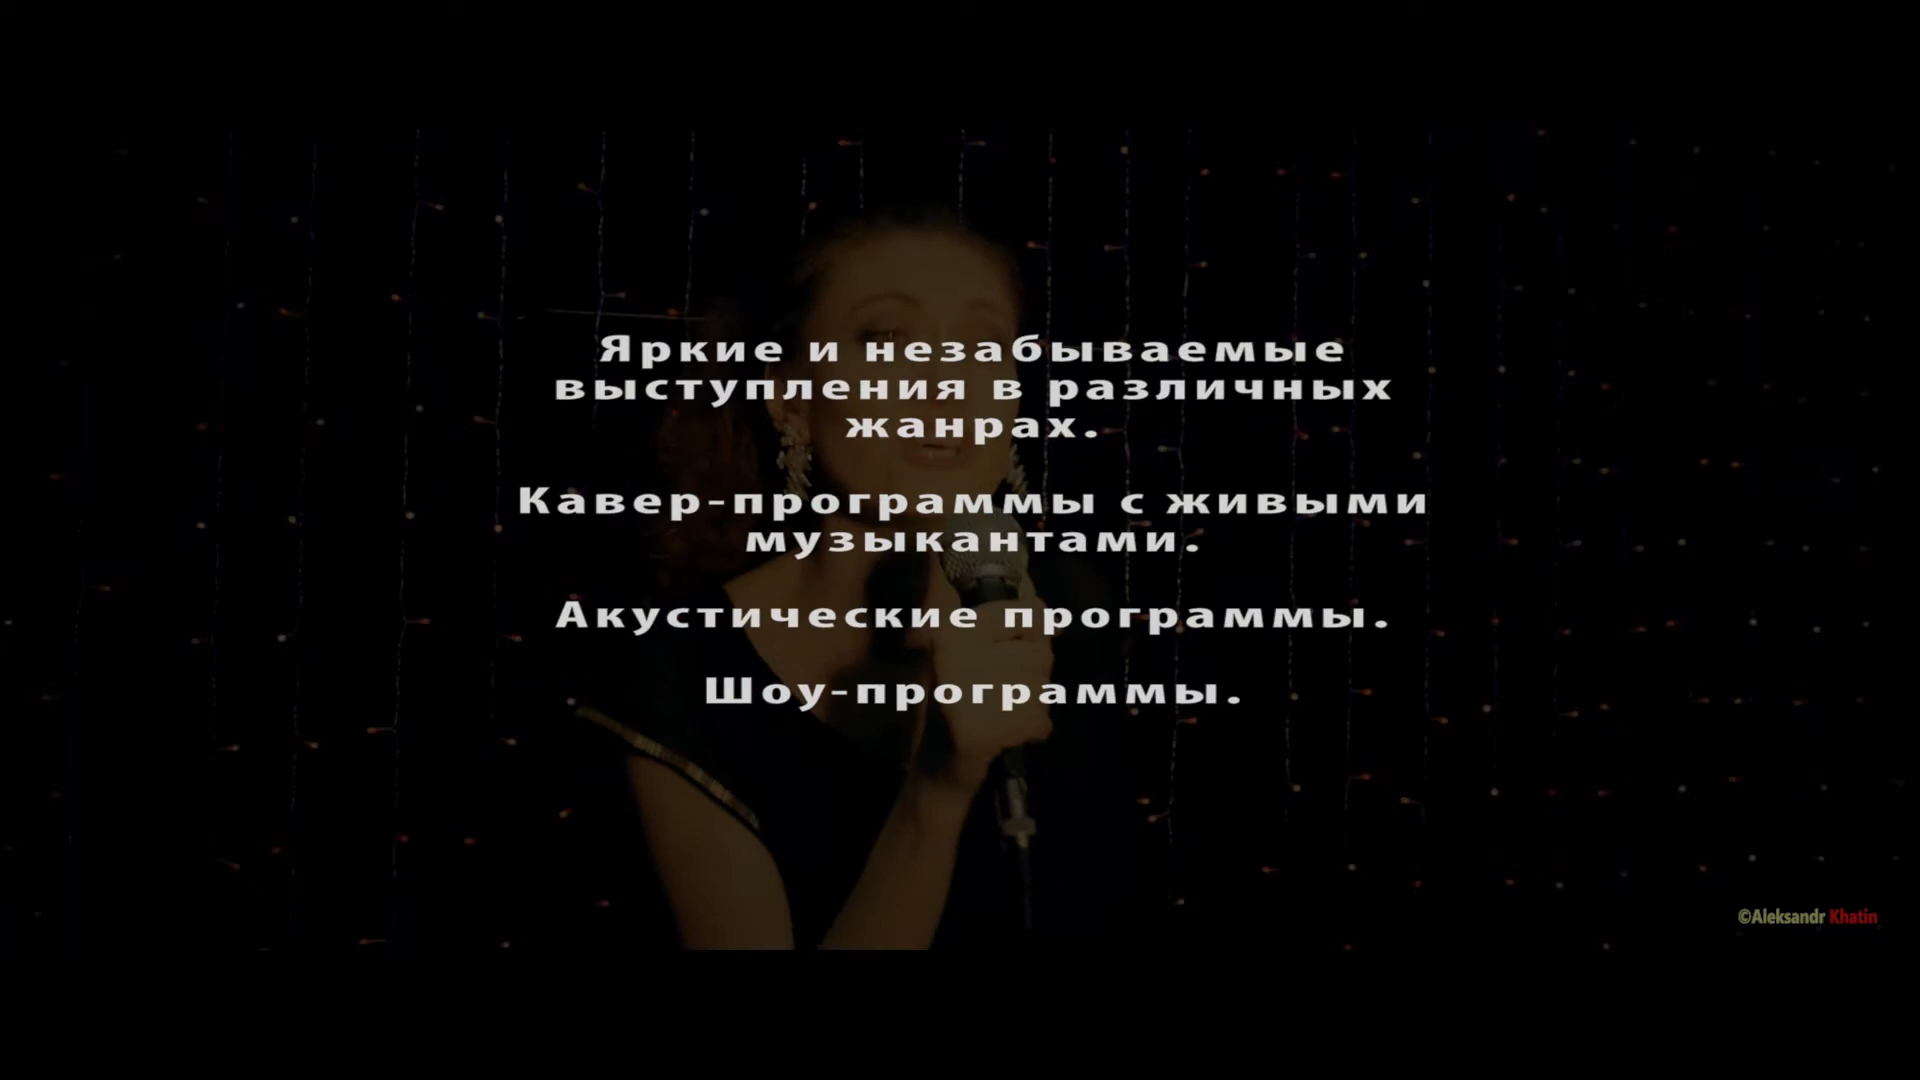 Яркие и незабываемые
выступления в различных
жанрах.
Кавер-программы с живыми
музыкантами.
Акустические программы.
Шоу-программы.
©Aleksandr Khatin